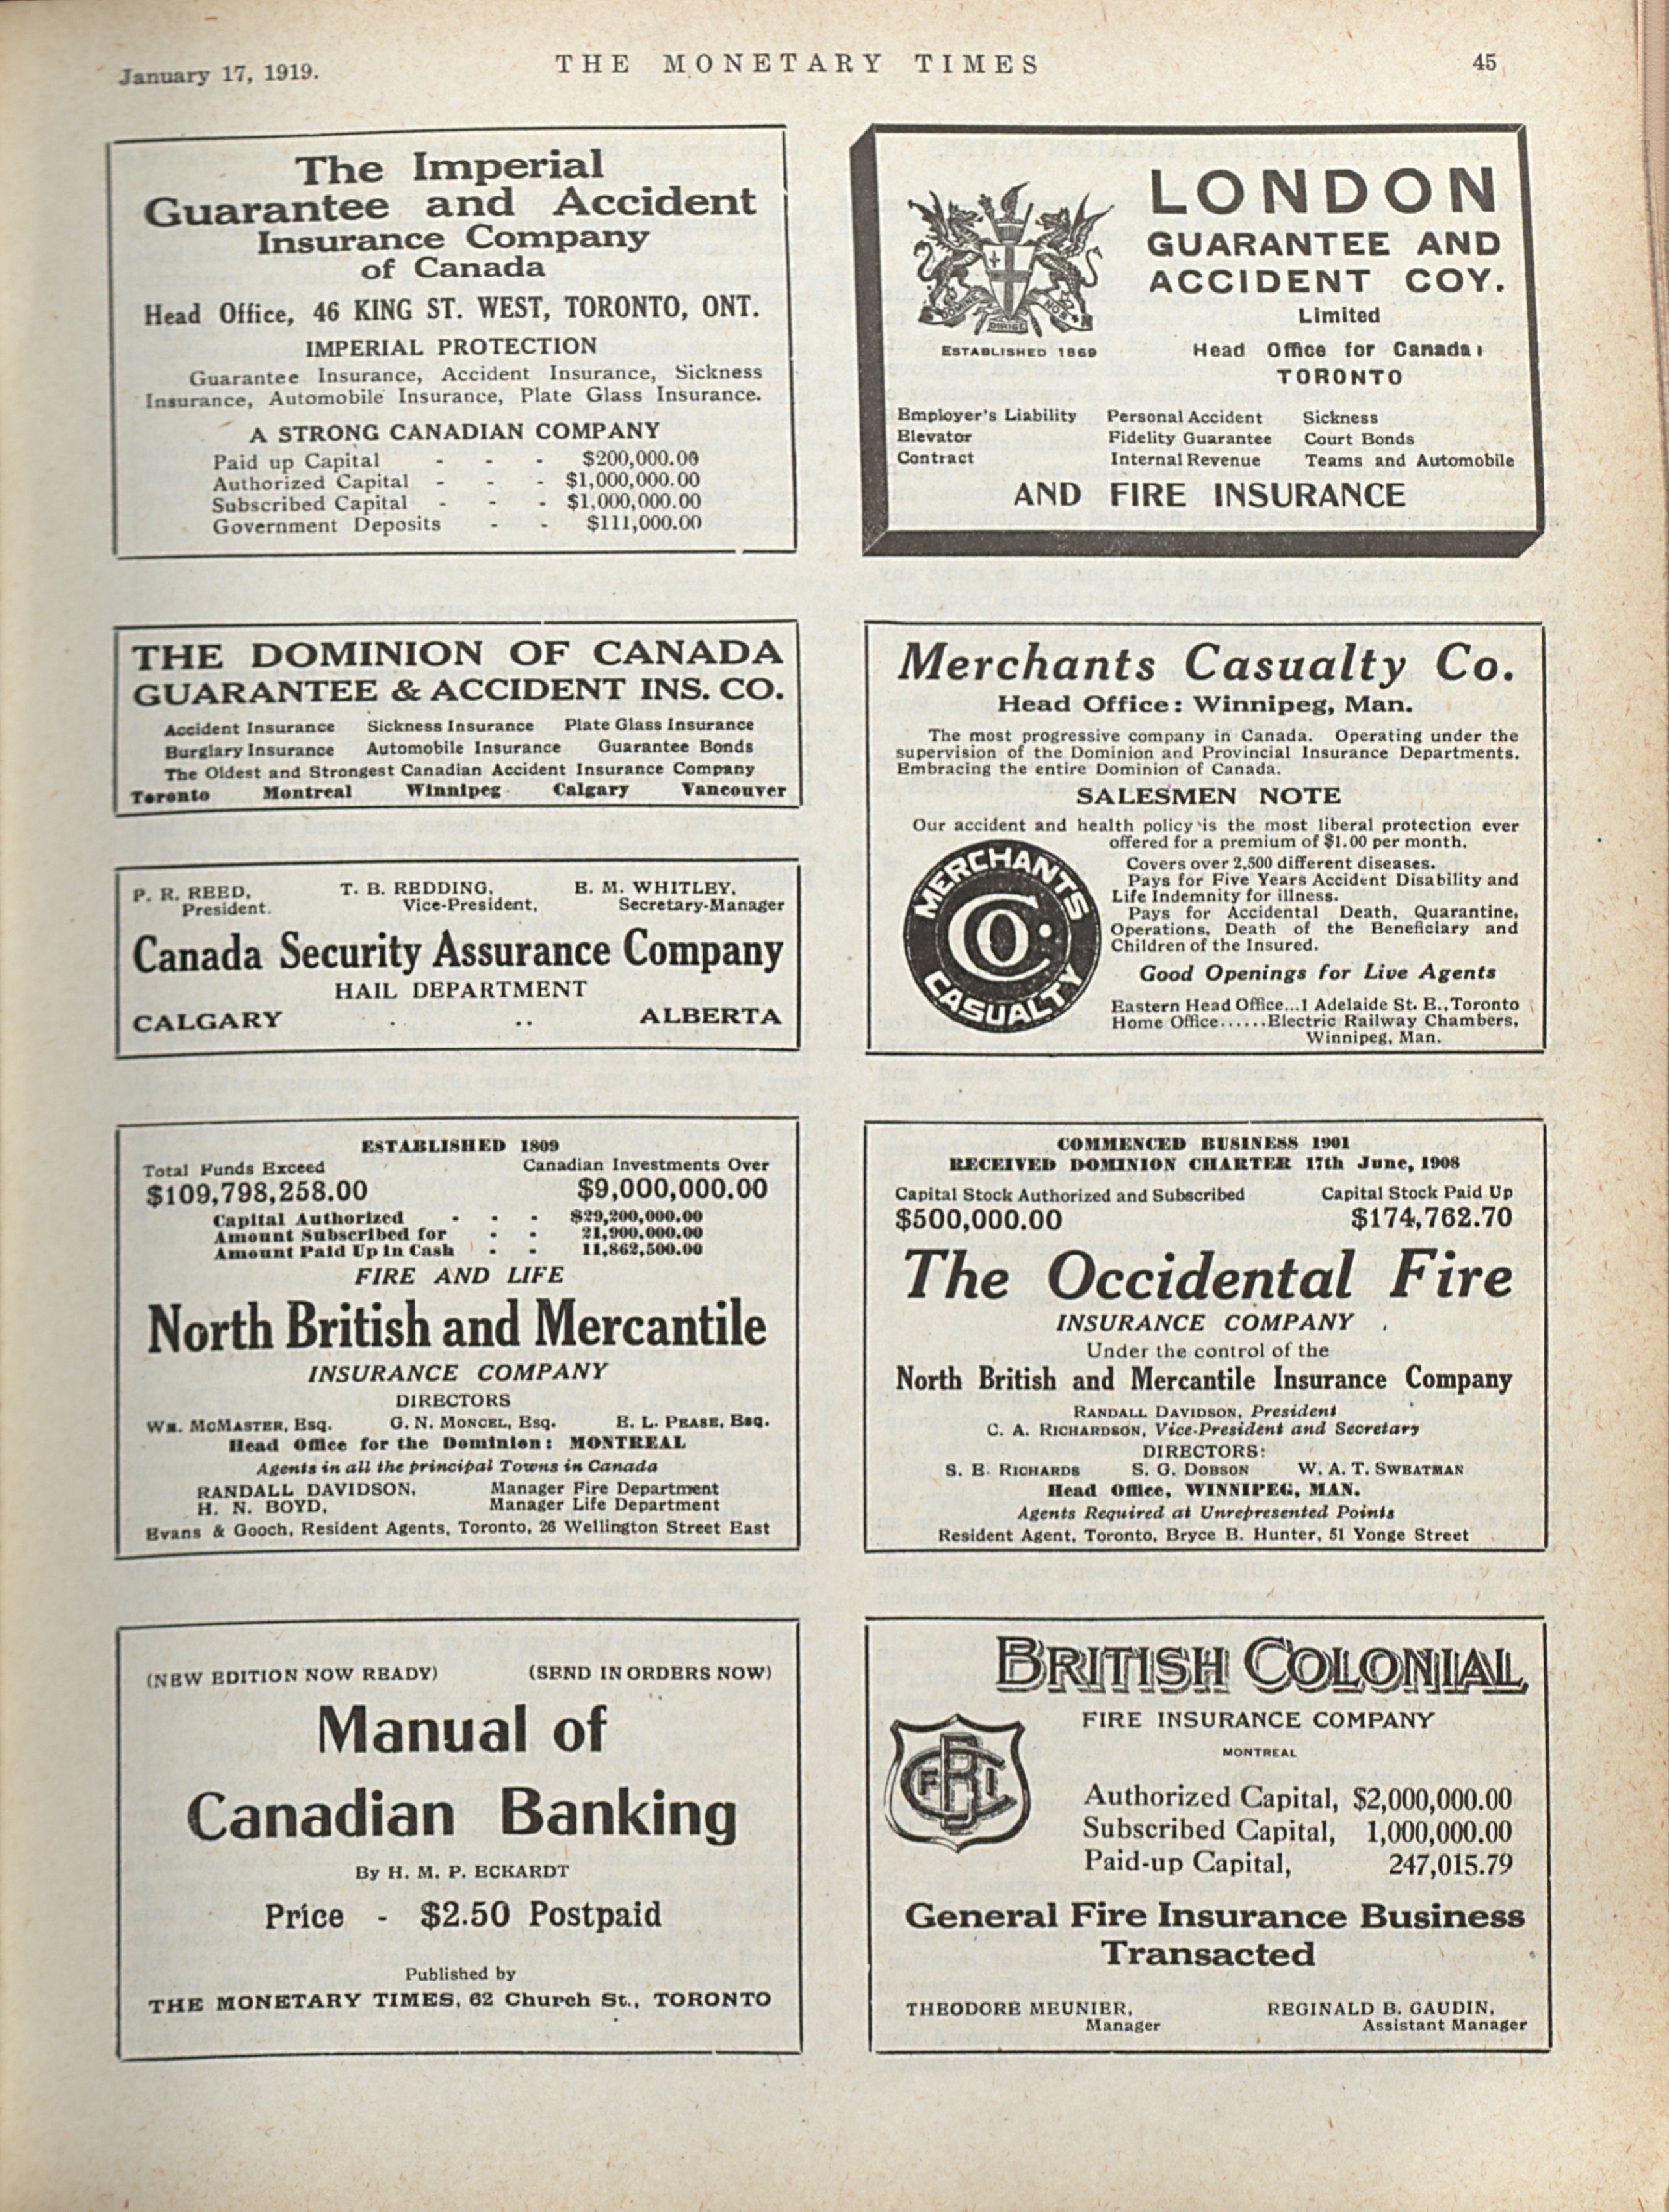 January 17, 1919.
THE MONETARY TIMES
45
The Imperial
Guarantee and Accident
Insurance Company
of Canada
Head Office, 46 KING ST. WEST, TORONTO, ONT.
IMPERIAL PROTECTION
Guarantee Insurance, Accident Insurance, Sickness
Insurance, Automobile Insurance, Plate Glass Insurance.
A STRONG CANADIAN COMPANY
Paid up Capital - - - $200,000.00
Authorized Capital - - - $1,000,000.00
Subscribed Capital - - - $1,000,000.00
Government Deposits - - $111,000.00
LONDON
GUARANTEE AND
ACCIDENT COY.
Limited
DOMINE DIRIGE NOS
ESTABLISHED 1869
Head Office for Canada:
TORONTO
Employer's Liability Personal Accident Sickness
Elevator Fidelity Guarantee Court Bonds
Contract Internal Revenue Teams and Automobile
AND FIRE INSURANCE
THE DOMINION OF CANADA
GUARANTEE & ACCIDENT INS. CO.
Accident Insurance Sickness Insurance Plate Glass Insurance
Burglary Insurance Automobile Insurance Guarantee Bonds
The Oldest and Strongest Canadian Accident Insurance Company
Toronto Montreal Winnipeg Calgary Vancouver
P. R. REED, T. B. REDDING, E. M. WHITLEY,
President. Vice-President, Secretary-Manager
Canada Security Assurance Company
HAIL DEPARTMENT
CALGARY . .. ALBERTA
Merchants Casualty Co.
Head Office: Winnipeg, Man.
The most progressive company in Canada. Operating under the
supervision of the Dominion and Provincial Insurance Departments.
Embracing the entire Dominion of Canada.
SALESMEN NOTE
Our accident and health policy is the most liberal protection ever
offered for a premium of $1.00 per month.
Covers over 2,500 different diseases.
Pays for Five Years Accident Disability and
Life Indemnity for illness.
Pays for Accidental Death, Quarantine,
Operations, Death of the Beneficiary and
Children of the Insured.
Good Openings for Live Agents
Eastern Head Office...1 Adelaide St. E., Toronto
Home Office......Electric Railway Chambers,
Winnipeg, Man.
MERCHANTS
CO.
CASUALTY
ESTABLISHED 1809
Total Funds Exceed Canadian Investments Over
$109,798,258.00 $9,000,000.00
Capital Authorized - - - $29,200,000.00
Amount Subscribed for - - 21,900,000.00
Amount Paid Up in Cash - - 11,862,500.00
FIRE AND LIFE
North British and Mercantile
INSURANCE COMPANY
DIRECTORS
WM. MCMASTER, Esq. G. N. MONCEL, Esq. E. L. PEASE, Esq.
Head Office for the Dominion: MONTREAL
Agents in all the principal Towns in Canada
RANDALL DAVIDSON, Manager Fire Department
H. N. BOYD, Manager Life Department
Evans & Gooch, Resident Agents, Toronto, 26 Wellington Street East
COMMENCED BUSINESS 1901
RECEIVED DOMINION CHARTER 17th June, 1908
Capital Stock Authorized and Subscribed Capital Stock Paid Up
$500,000.00 $174,762.70
The Occidental Fire
INSURANCE COMPANY
Under the control of the
North British and Mercantile Insurance Company
RANDALL DAVIDSON, President
C. A. RICHARDSON, Vice-President and Secretary
DIRECTORS:
S. E. RICHARDS S. G. DOBSON W. A. T. SWEATMAN
Head Office, WINNIPEG, MAN.
Agents Required at Unrepresented Points
Resident Agent, Toronto, Bryce B. Hunter, 51 Yonge Street
(NEW EDITION NOW READY) (SEND IN ORDERS NOW)
Manual of
Canadian Banking
By H. M. P. ECKARDT
Price - $2.50 Postpaid
Published by
THE MONETARY TIMES, 62 Church St., TORONTO
BRITISH COLONIAL
FIRE INSURANCE COMPANY
MONTREAL
BCFI
Authorized Capital, $2,000,000.00
Subscribed Capital, 1,000,000.00
Paid-up Capital, 247,015.79
General Fire Insurance Business
Transacted
THEODORE MEUNIER, REGINALD B. GAUDIN,
Manager Assistant Manager